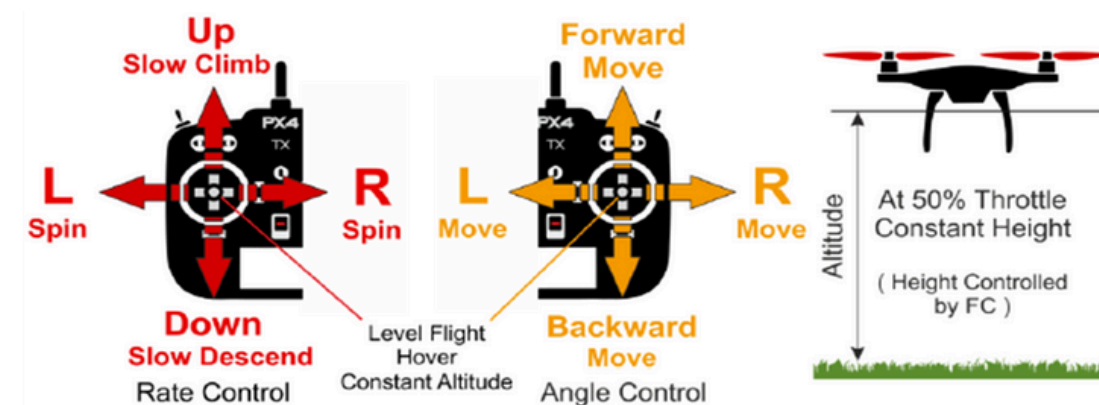 Up
Slow Climb
PX4
TX
L
Spin
R
Spin
Down
Slow Descend
Rate Control
Level Flight
Hover
Constant Altitude
Forward
Move
PX4
TX
L
Move
R
Move
Backward
Move
Angle Control
Altitude
At 50% Throttle
Constant Height
( Height Controlled
by FC )